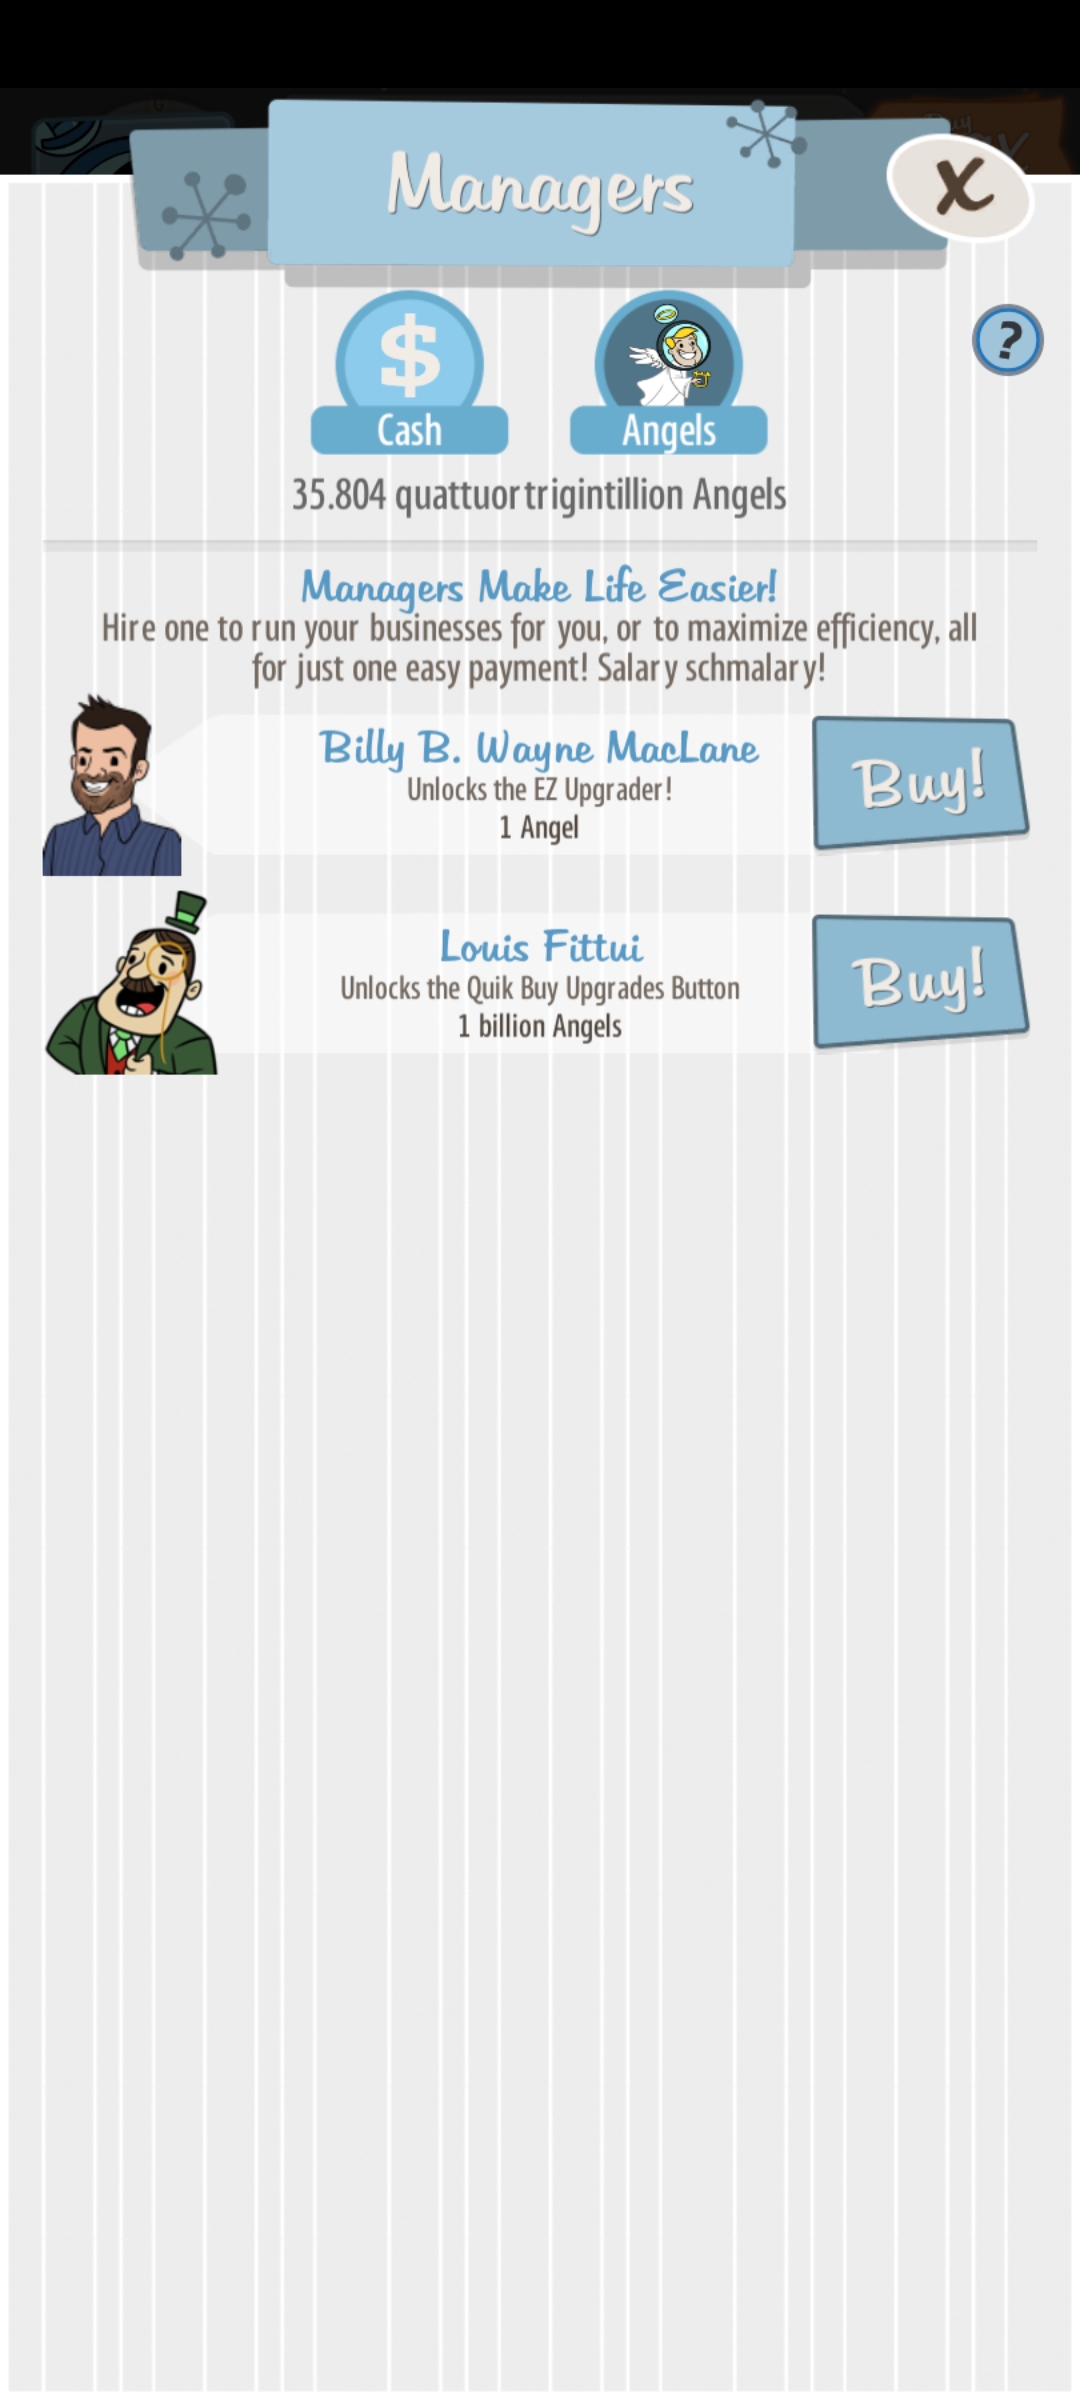 Managers
X
?
$
Cash
Angels
35.804 quattuortrigintillion Angels
Managers Make Life Easier!
Hire one to run your businesses for you, or to maximize efficiency, all
for just one easy payment! Salary schmalary!
Billy B. Wayne MacLane
Unlocks the EZ Upgrader!
1 Angel
Buy!
Louis Fittui
Unlocks the Quik Buy Upgrades Button
1 billion Angels
Buy!